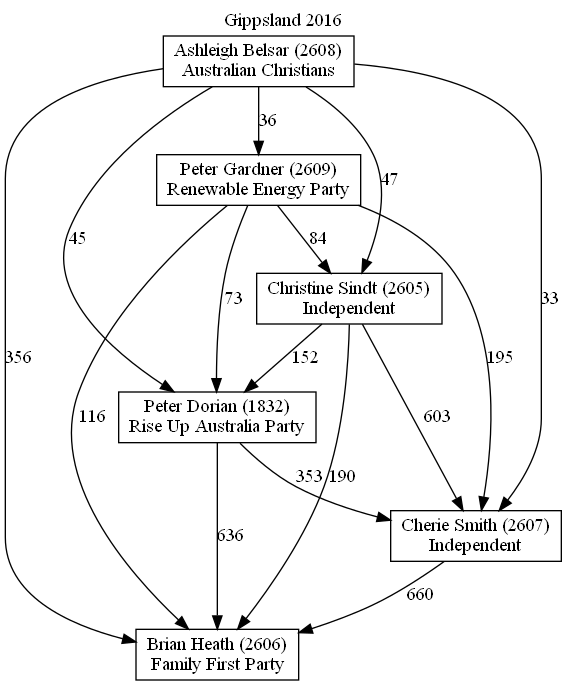 Gippsland 2016
Ashleigh Belsar (2608)
Australian Christians
36
Peter Gardner (2609)
Renewable Energy Party
47
45
84
73
Christine Sindt (2605)
Independent
33
356
116
152
195
Peter Dorian (1832)
Rise Up Australia Party
603
353
190
636
Cherie Smith (2607)
Independent
660
Brian Heath (2606)
Family First Party